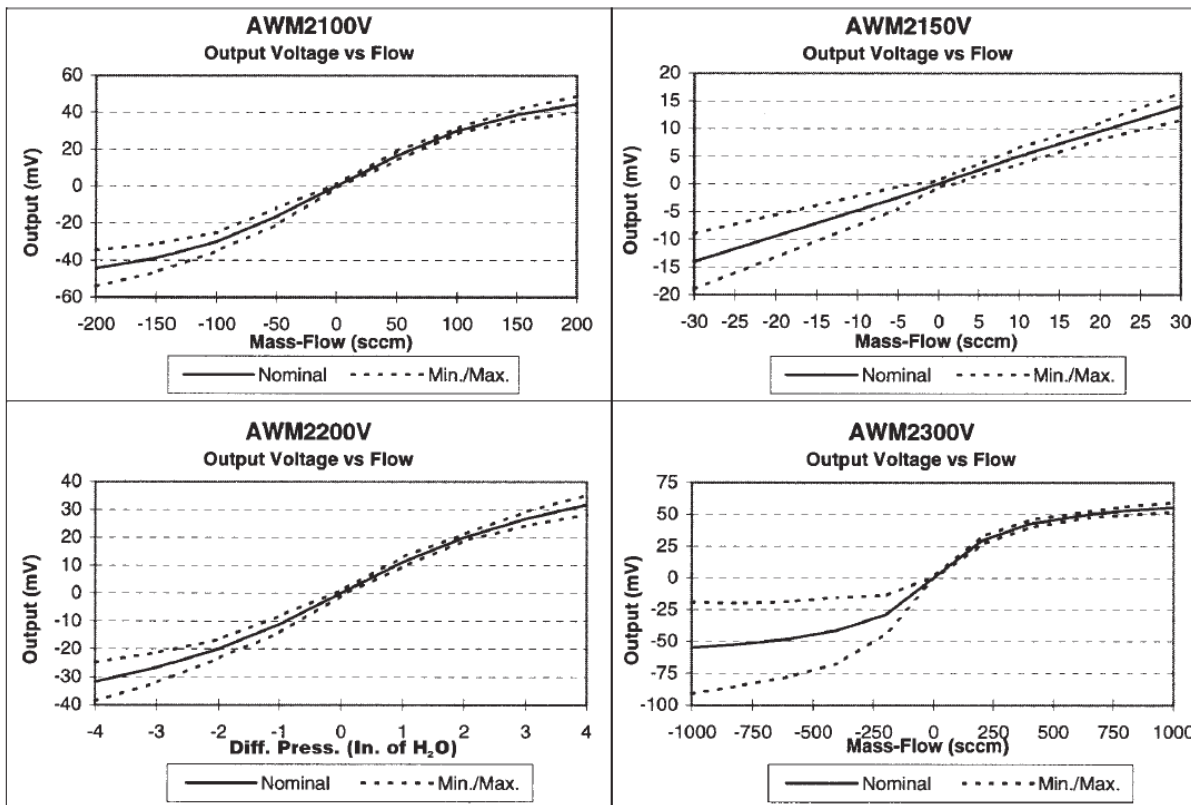 AWM2100V
Output Voltage vs Flow
60
40
20
0
-20
-40
-60
Output (mV)
-200 -150 -100 -50 0 50 100 150 200
Mass-Flow (sccm)
Nominal Min./Max.
AWM2150V
Output Voltage vs Flow
20
15
10
5
0
-5
-10
-15
-20
Output (mV)
-30 -25 -20 -15 -10 -5 0 5 10 15 20 25 30
Mass-Flow (sccm)
Nominal Min./Max.
AWM2200V
Output Voltage vs Flow
40
30
20
10
0
-10
-20
-30
-40
Output (mV)
-4 -3 -2 -1 0 1 2 3 4
Diff. Press. (In. of H₂O)
Nominal Min./Max.
AWM2300V
Output Voltage vs Flow
75
50
25
0
-25
-50
-75
-100
Output (mV)
-1000 -750 -500 -250 0 250 500 750 1000
Mass-Flow (sccm)
Nominal Min./Max.